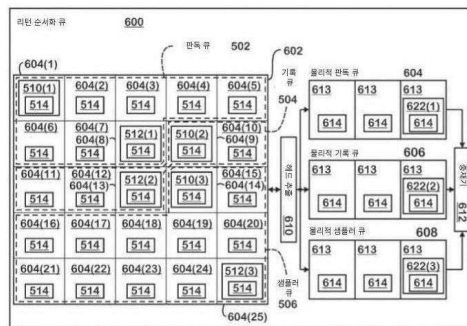 리턴 순서화 큐 600
판독 큐 502
602
기록 큐 504
604(1) 604(2) 604(3) 604(4) 604(5)
510(1) 514 514 514 514 514
604(6) 604(7) 604(8) 512(1) 510(2) 604(10) 604(9)
514 514 514 514 514
604(11) 604(12) 604(13) 512(2) 510(3) 604(15) 604(14)
514 514 514 514 514
604(16) 604(17) 604(18) 604(19) 604(20)
514 514 514 514 514
604(21) 604(22) 604(23) 604(24) 512(3)
514 514 514 514 514
604(25)
샘플러 큐 506
헤드 추출 610
물리적 판독 큐 604
613 613 613
622(1)
614 614 614
물리적 기록 큐 606
613 613 613
622(2)
614 614 614
물리적 샘플러 큐 608
613 613 613
622(3)
614 614 614
중재기 612